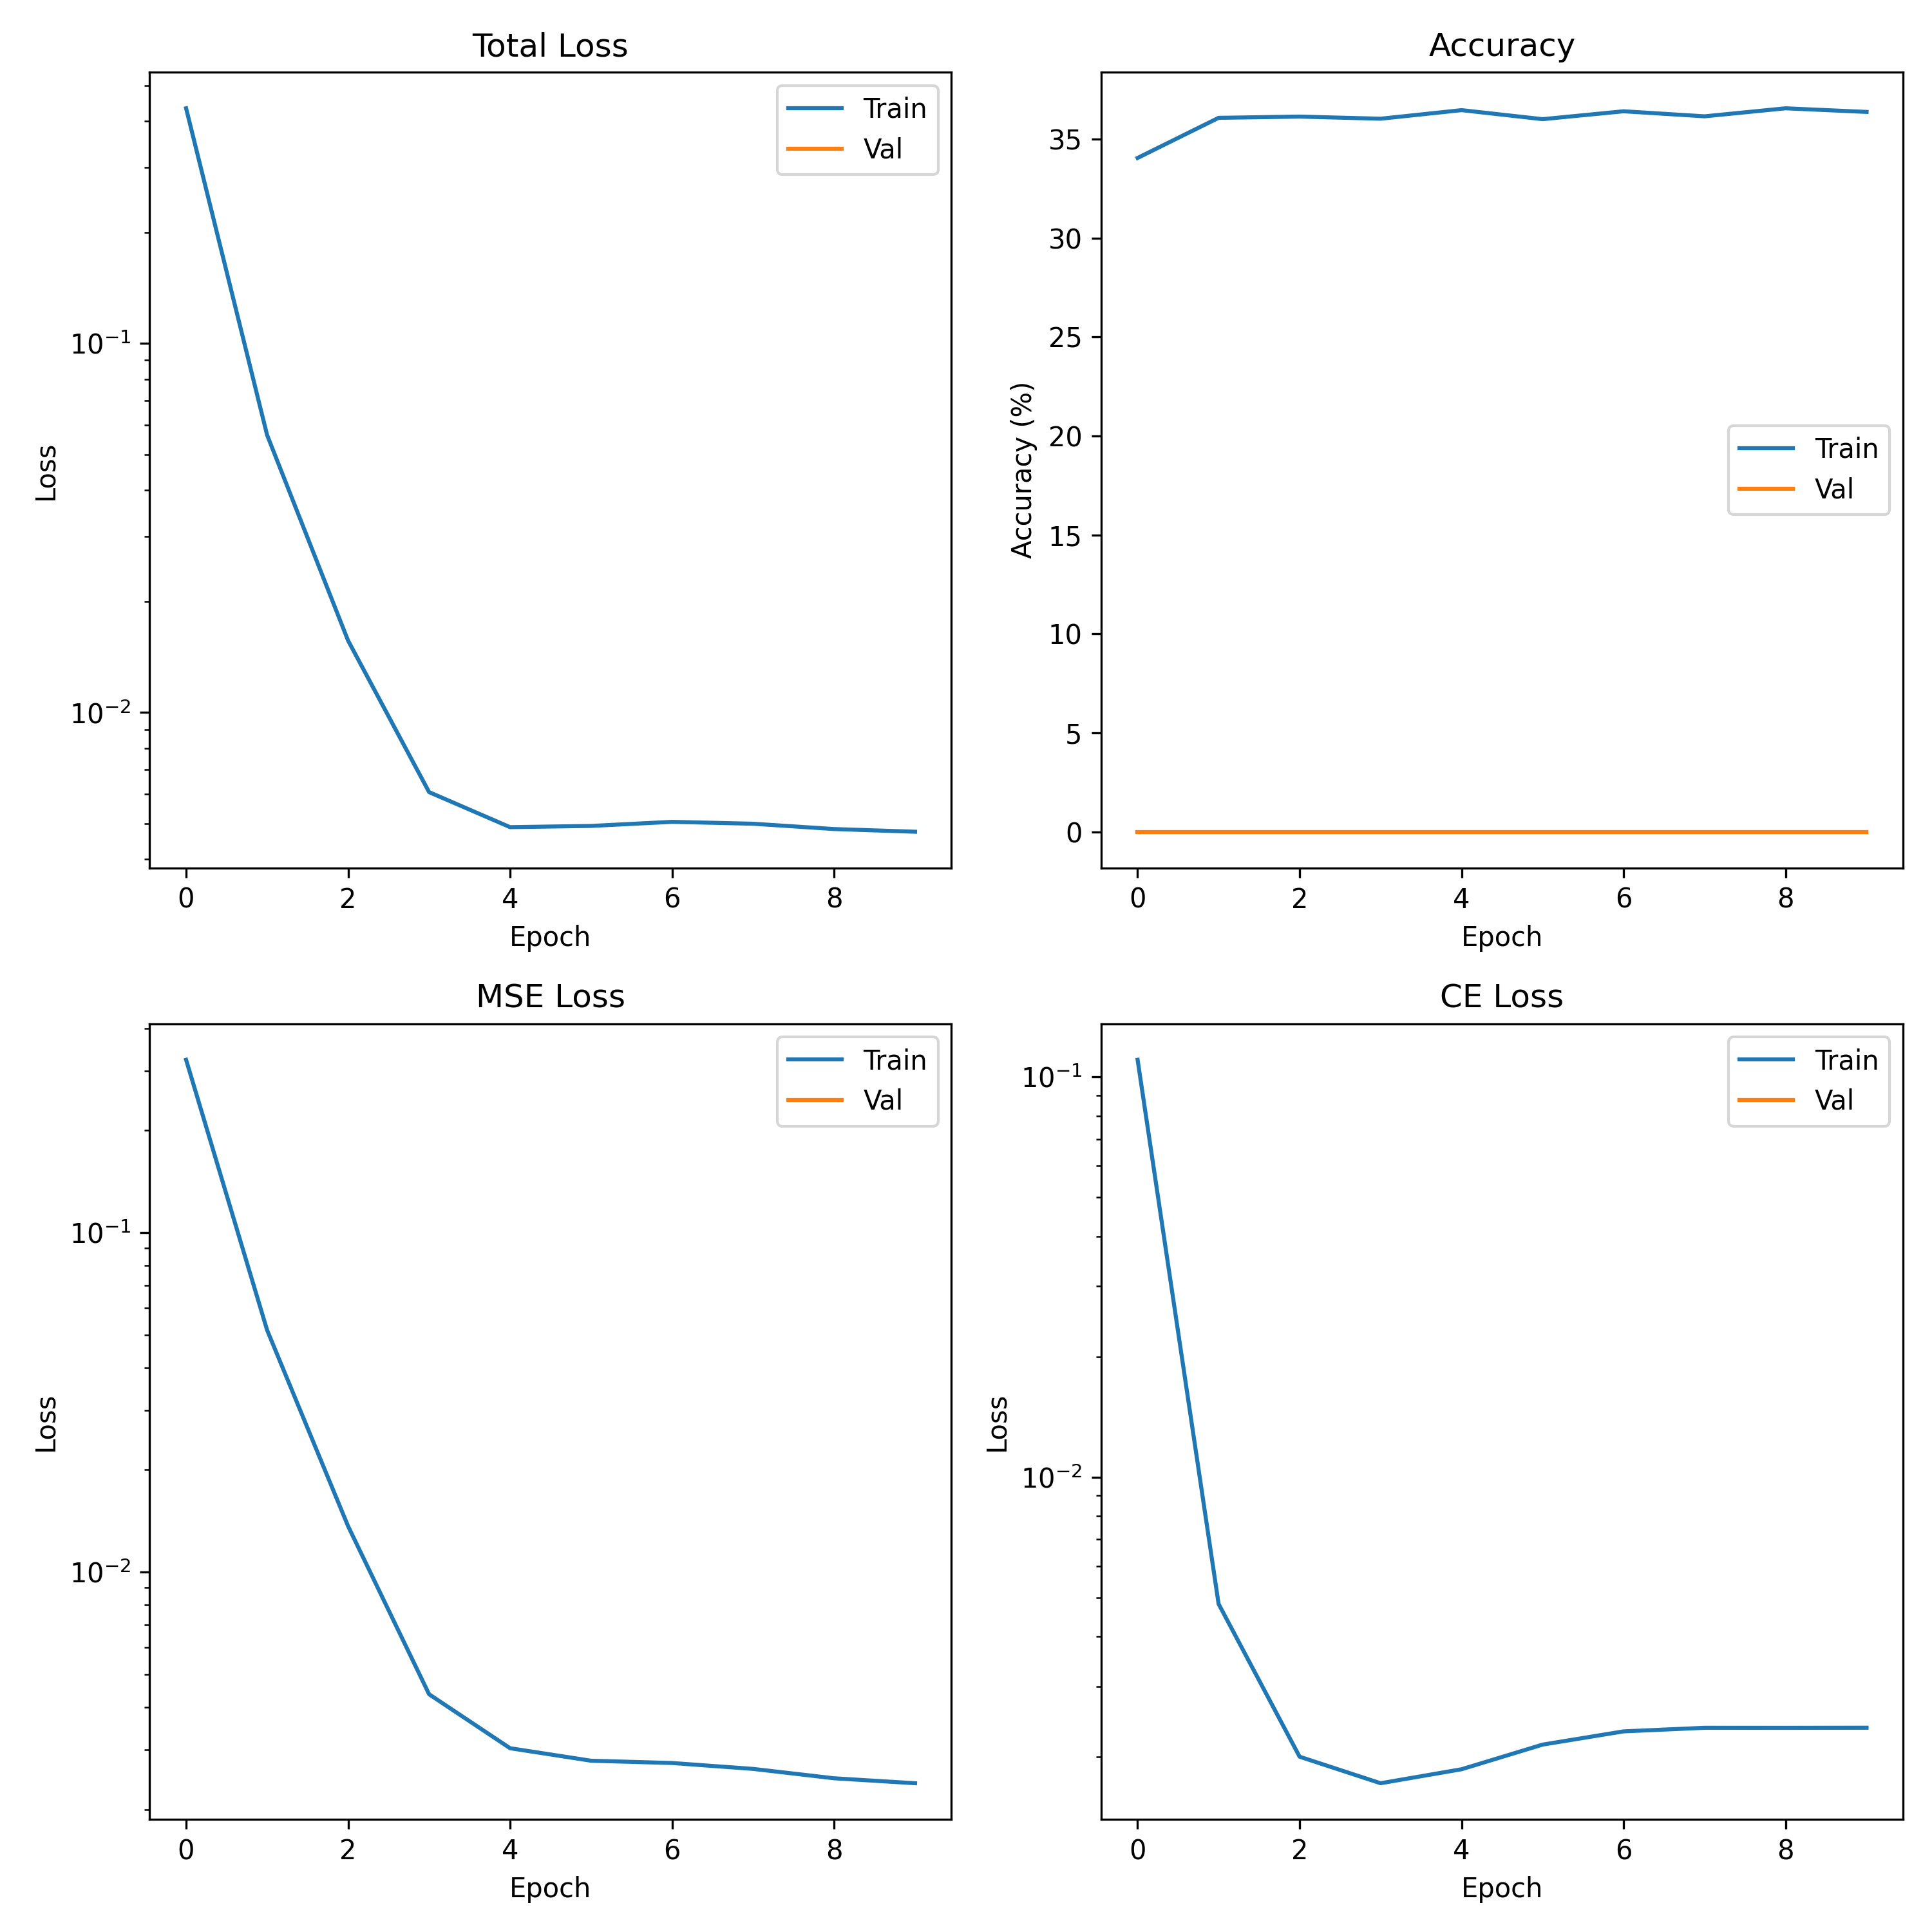 Total Loss
Loss
10⁻¹
10⁻²
0 2 4 6 8
Epoch
Train
Val
Accuracy
Accuracy (%)
35
30
25
20
15
10
5
0
0 2 4 6 8
Epoch
Train
Val
MSE Loss
Loss
10⁻¹
10⁻²
0 2 4 6 8
Epoch
Train
Val
CE Loss
Loss
10⁻¹
10⁻²
0 2 4 6 8
Epoch
Train
Val